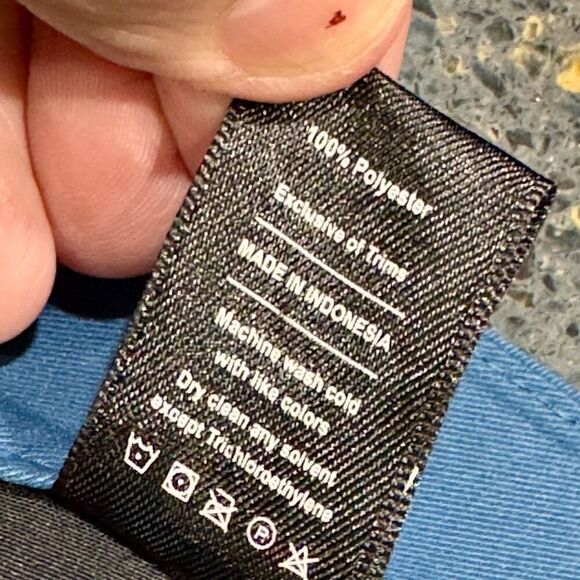 100% Polyester
Exclusive of Trims
MADE IN INDONESIA
Machine wash cold
with like colors
Dry clean any solvent
except Trichloroethylene
P